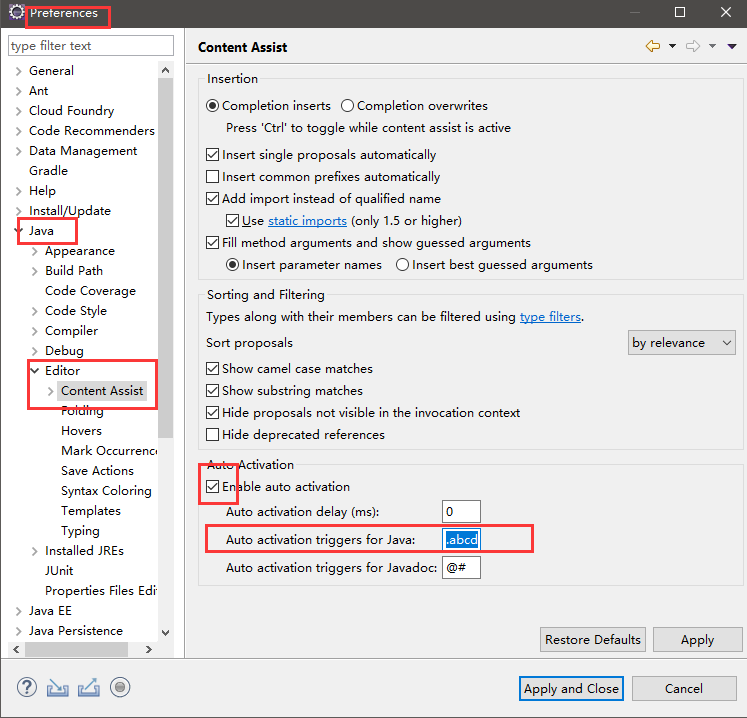 Preferences
type filter text
General
Ant
Cloud Foundry
Code Recommenders
Data Management
Gradle
Help
Install/Update
Java
Appearance
Build Path
Code Coverage
Code Style
Compiler
Debug
Editor
Content Assist
Folding
Hovers
Mark Occurrenc
Save Actions
Syntax Coloring
Templates
Typing
Installed JREs
JUnit
Properties Files Edi
Java EE
Java Persistence
Content Assist
Insertion
Completion inserts Completion overwrites
Press 'Ctrl' to toggle while content assist is active
Insert single proposals automatically
Insert common prefixes automatically
Add import instead of qualified name
Use static imports (only 1.5 or higher)
Fill method arguments and show guessed arguments
Insert parameter names Insert best guessed arguments
Sorting and Filtering
Types along with their members can be filtered using type filters.
Sort proposals by relevance
Show camel case matches
Show substring matches
Hide proposals not visible in the invocation context
Hide deprecated references
Auto Activation
Enable auto activation
Auto activation delay (ms): 0
Auto activation triggers for Java: .abcd
Auto activation triggers for Javadoc: @#
Restore Defaults Apply
Apply and Close Cancel